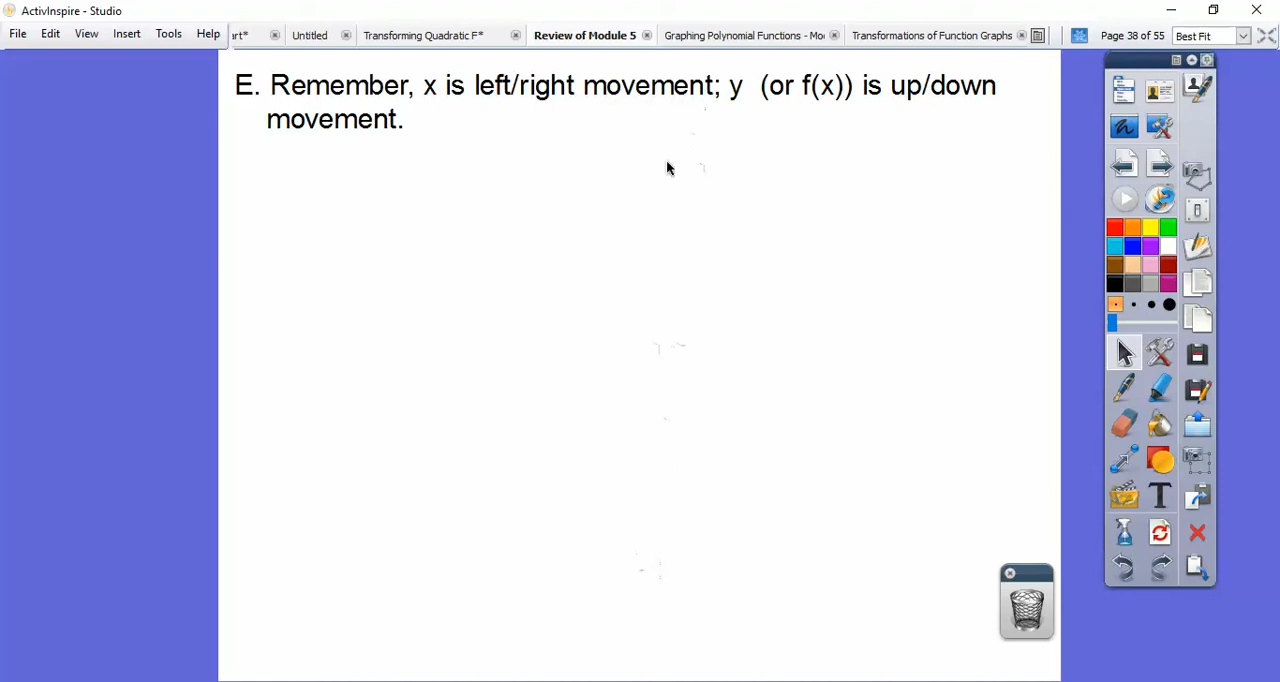 ActivInspire - Studio
File Edit View Insert Tools Help
art* Untitled Transforming Quadratic F* Review of Module 5 Graphing Polynomial Functions - Mod Transformations of Function Graphs
Page 38 of 55 Best Fit
E. Remember, x is left/right movement; y (or f(x)) is up/down
movement.